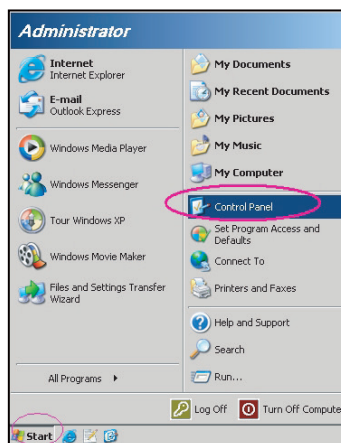 Administrator
Internet
Internet Explorer
E-mail
Outlook Express
Windows Media Player
Windows Messenger
Tour Windows XP
Windows Movie Maker
Files and Settings Transfer
Wizard
All Programs
My Documents
My Recent Documents
My Pictures
My Music
My Computer
Control Panel
Set Program Access and
Defaults
Connect To
Printers and Faxes
Help and Support
Search
Run...
Log Off
Turn Off Compute
Start